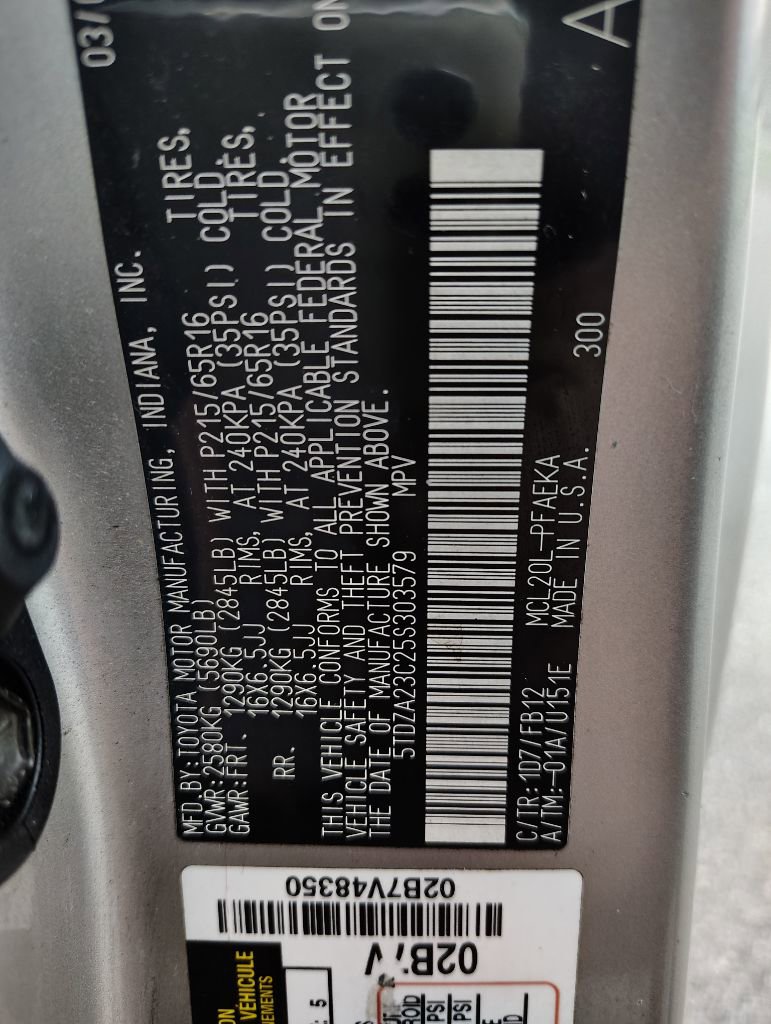 MFD. BY: TOYOTA MOTOR MANUFACTURING, INDIANA, INC. 03/
GVWR: 2580KG (5690LB)
GAWR: FRT. 1290KG (2845LB) WITH P215/65R16 TIRES,
16X6.5JJ RIMS, AT 240KPA (35PSI) COLD
RR. 1290KG (2845LB) WITH P215/65R16 TIRES,
16X6.5JJ RIMS, AT 240KPA (35PSI) COLD
THIS VEHICLE CONFORMS TO ALL APPLICABLE FEDERAL MOTOR
VEHICLE SAFETY AND THEFT PREVENTION STANDARDS IN EFFECT ON
THE DATE OF MANUFACTURE SHOWN ABOVE.
5TDZA23C25S303579 MPV
C/TR: 1D7/FB12 MCL20L-PFAEKA 300
A/TM: -01A/U151E MADE IN U.S.A. A
02B7V48350
02B7V
VÉHICULE
: 5
PSI
PSI